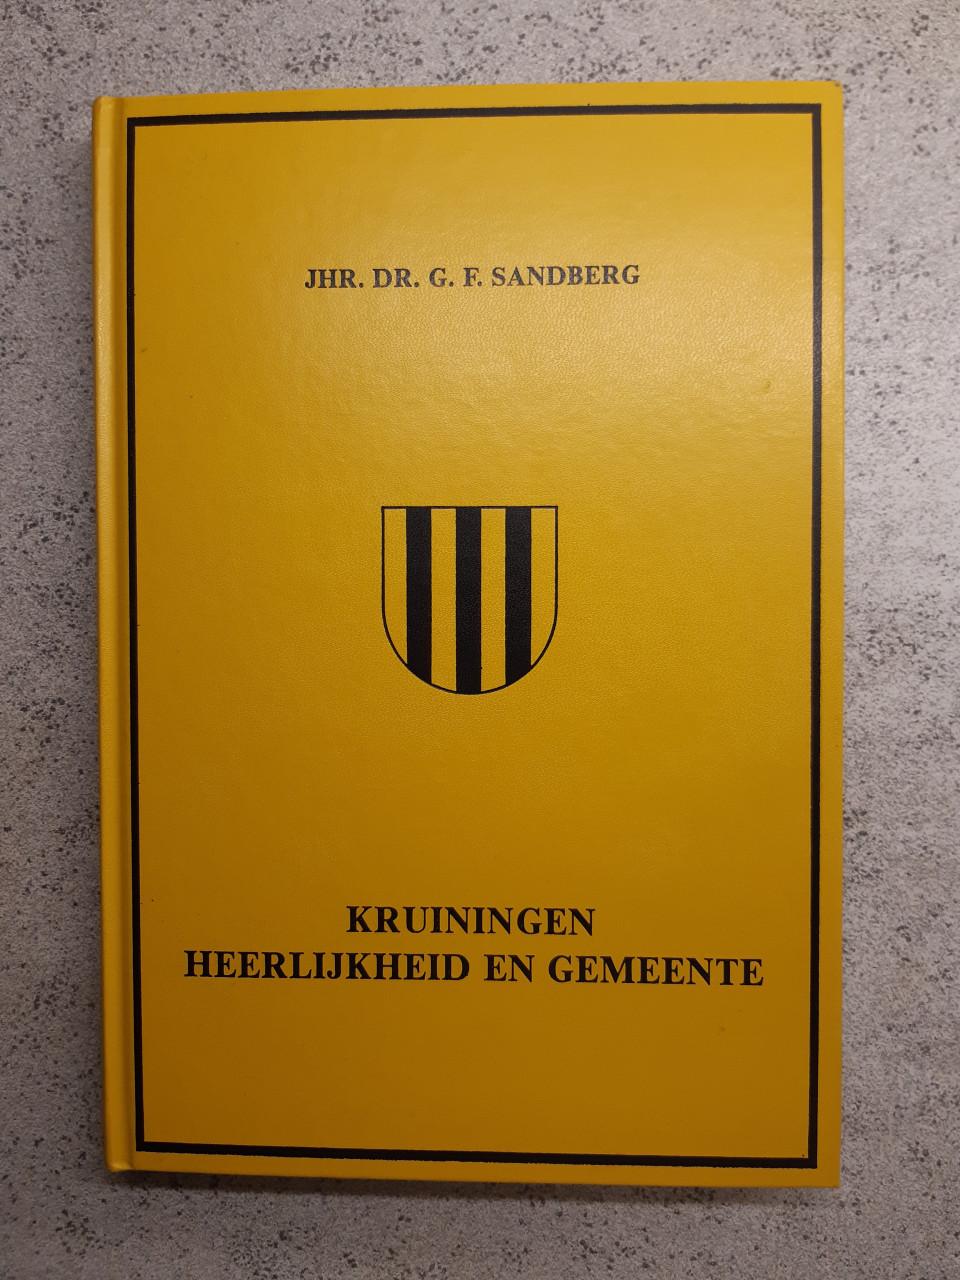 JHR. DR. G. F. SANDBERG
KRUININGEN
HEERLIJKHEID EN GEMEENTE